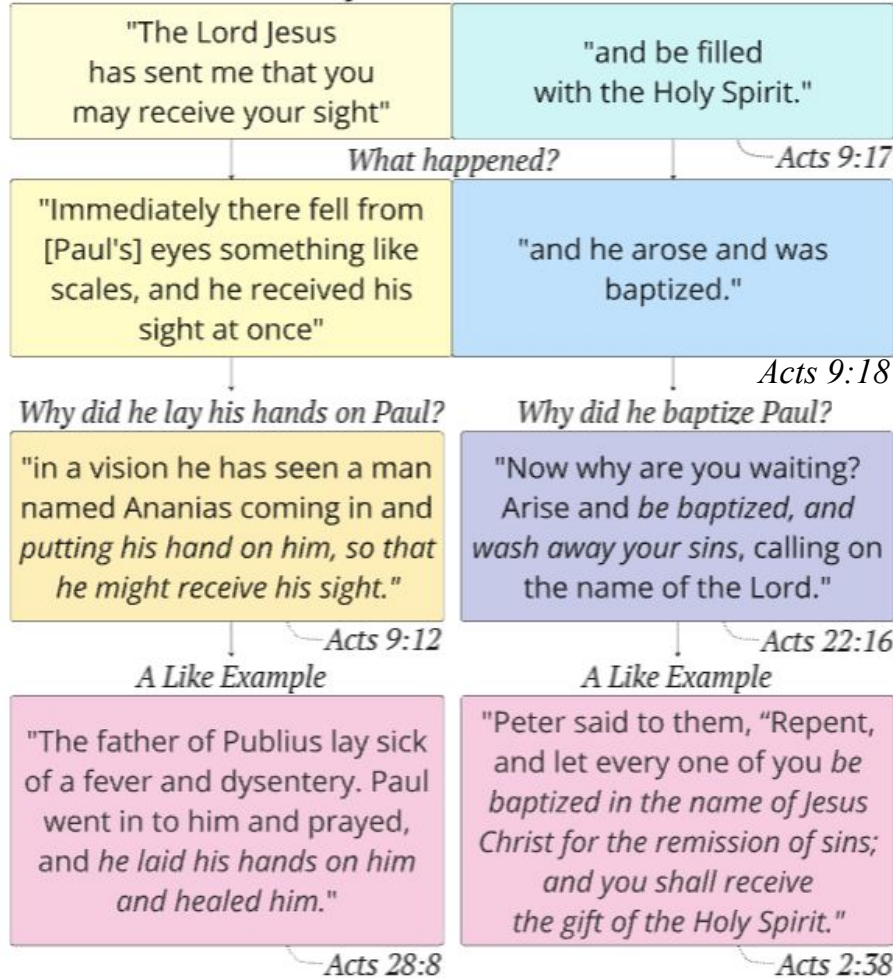 "The Lord Jesus
has sent me that you
may receive your sight"
"and be filled
with the Holy Spirit."
What happened?
Acts 9:17
"Immediately there fell from
[Paul's] eyes something like
scales, and he received his
sight at once"
"and he arose and was
baptized."
Acts 9:18
Why did he lay his hands on Paul?
"in a vision he has seen a man
named Ananias coming in and
putting his hand on him, so that
he might receive his sight."
Acts 9:12
Why did he baptize Paul?
"Now why are you waiting?
Arise and be baptized, and
wash away your sins, calling on
the name of the Lord."
Acts 22:16
A Like Example
"The father of Publius lay sick
of a fever and dysentery. Paul
went in to him and prayed,
and he laid his hands on him
and healed him."
Acts 28:8
A Like Example
"Peter said to them, “Repent,
and let every one of you be
baptized in the name of Jesus
Christ for the remission of sins;
and you shall receive
the gift of the Holy Spirit."
Acts 2:38